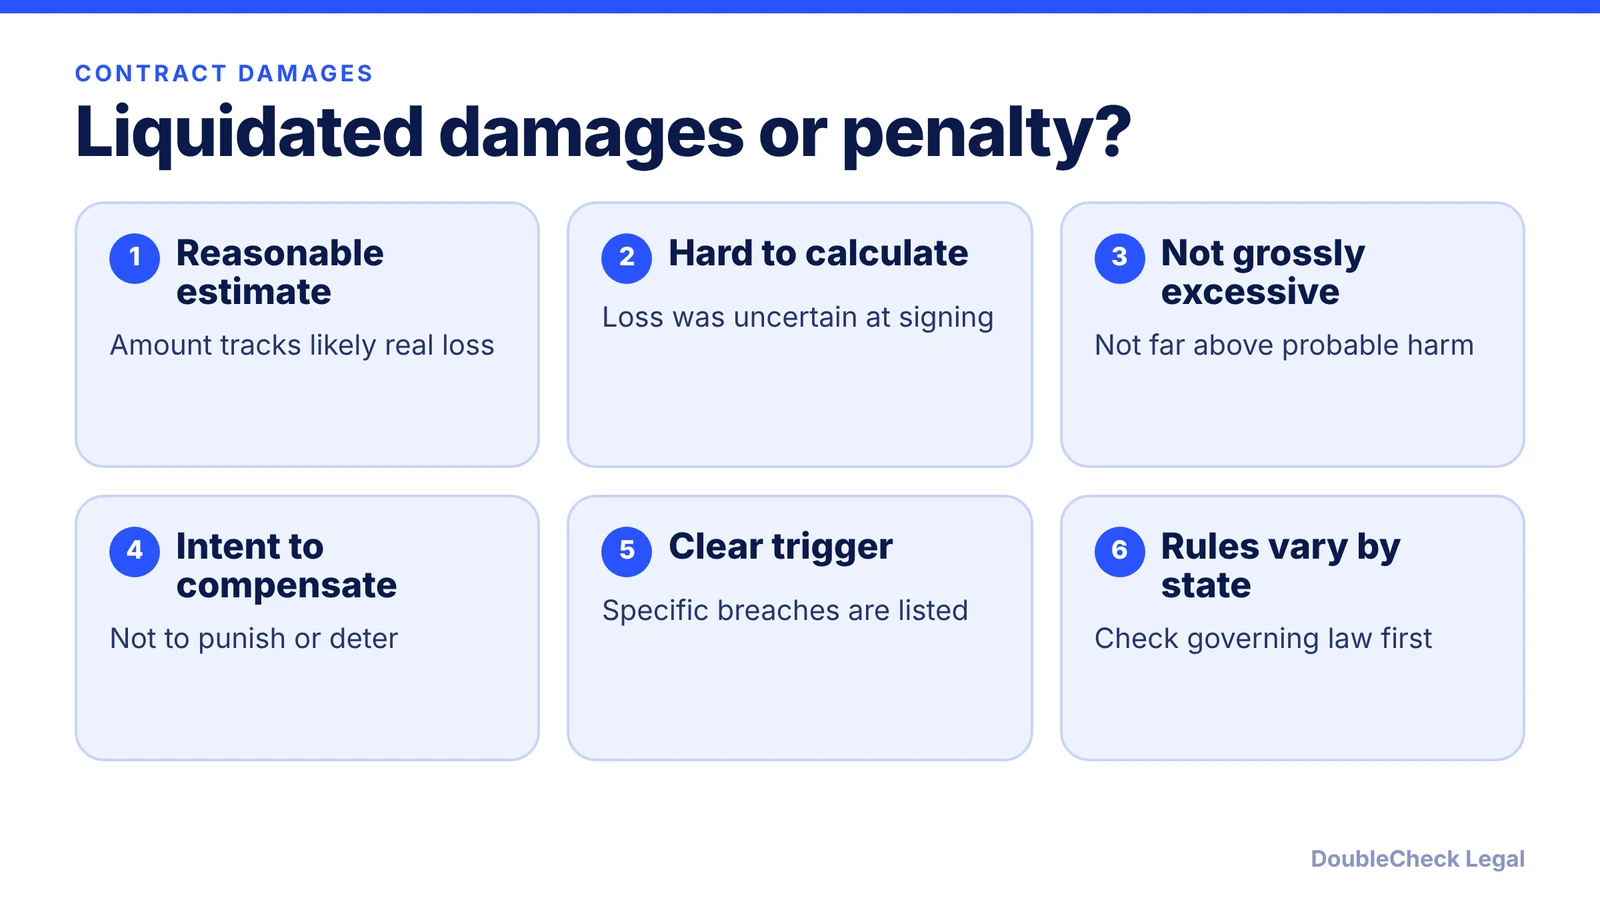 CONTRACT DAMAGES
Liquidated damages or penalty?
1
Reasonable
estimate
Amount tracks likely real loss
2
Hard to calculate
Loss was uncertain at signing
3
Not grossly
excessive
Not far above probable harm
4
Intent to
compensate
Not to punish or deter
5
Clear trigger
Specific breaches are listed
6
Rules vary by
state
Check governing law first
DoubleCheck Legal